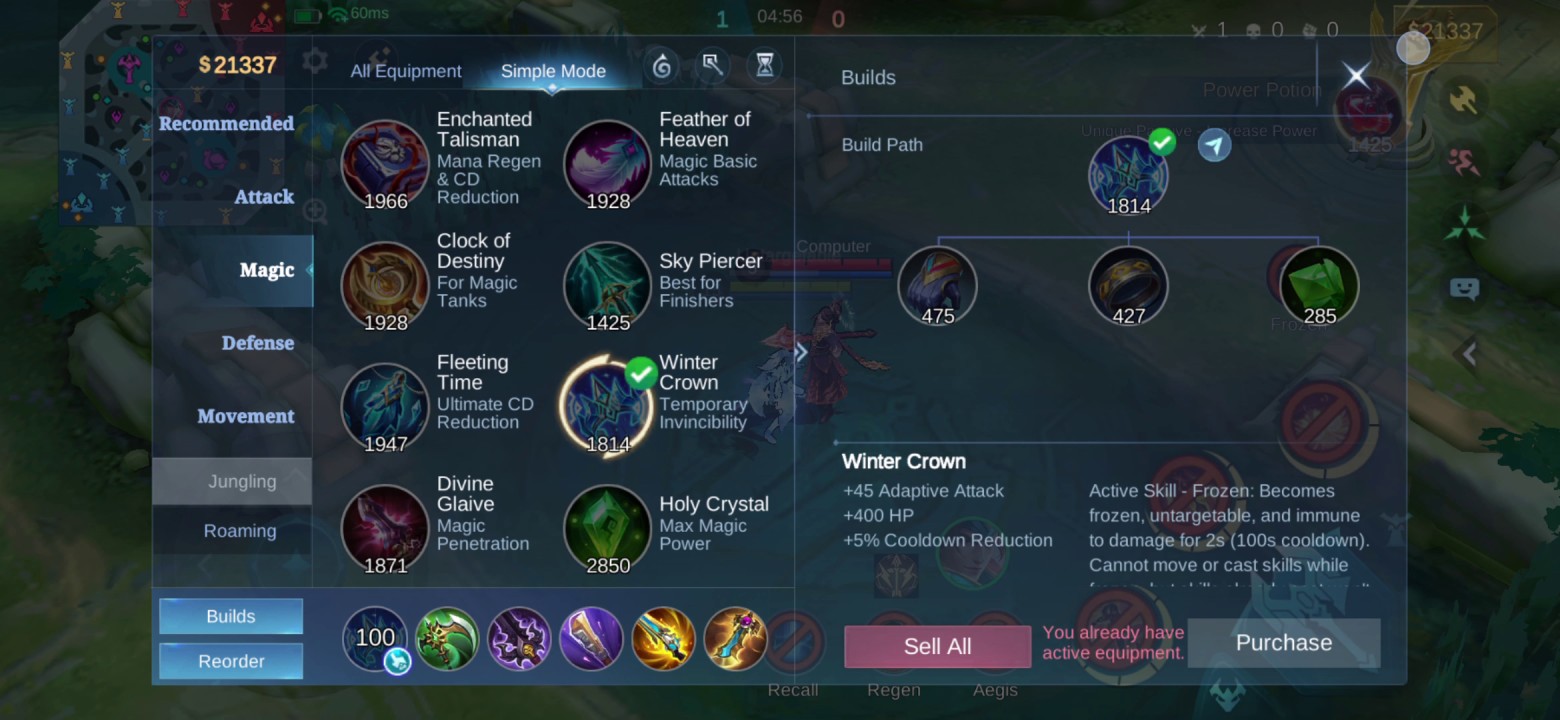 60ms
1 04:56 0
1 0 0
$21337
$21337
All Equipment
Simple Mode
Recommended
Attack
Magic
Defense
Movement
Jungling
Roaming
Enchanted
Talisman
Mana Regen
& CD
Reduction
1966
Feather of
Heaven
Magic Basic
Attacks
1928
Clock of
Destiny
For Magic
Tanks
1928
Sky Piercer
Best for
Finishers
1425
Fleeting
Time
Ultimate CD
Reduction
1947
Winter
Crown
Temporary
Invincibility
1814
Divine
Glaive
Magic
Penetration
1871
Holy Crystal
Max Magic
Power
2850
Builds
Reorder
100
Builds
Build Path
Power Potion
1425
1814
Computer
475
427
285
Winter Crown
+45 Adaptive Attack
+400 HP
+5% Cooldown Reduction
Active Skill - Frozen: Becomes
frozen, untargetable, and immune
to damage for 2s (100s cooldown).
Cannot move or cast skills while
Sell All
You already have
active equipment.
Purchase
Recall
Regen
Aegis